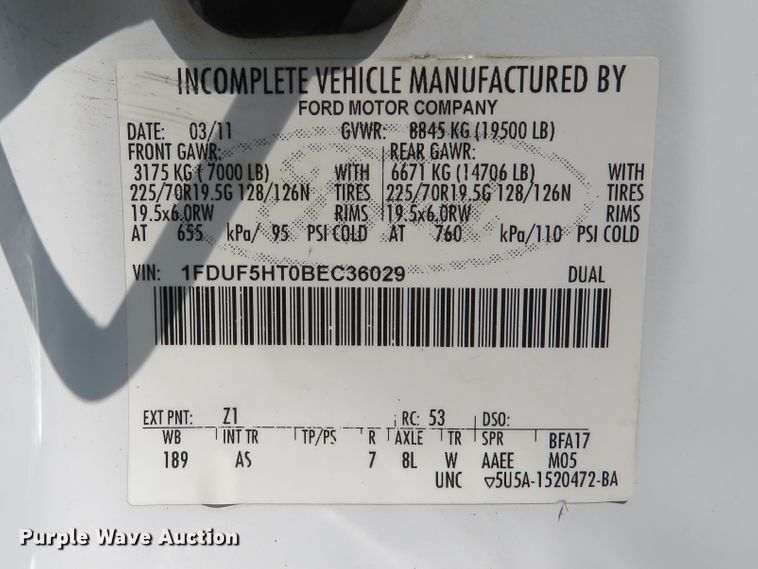 INCOMPLETE VEHICLE MANUFACTURED BY
FORD MOTOR COMPANY
DATE: 03/11 GVWR: 8845 KG (19500 LB)
FRONT GAWR: REAR GAWR:
3175 KG ( 7000 LB) WITH 6671 KG (14706 LB) WITH
225/70R19.5G 128/126N TIRES 225/70R19.5G 128/126N TIRES
19.5x6.0RW RIMS 19.5x6.0RW RIMS
AT 655 kPa/ 95 PSI COLD AT 760 kPa/110 PSI COLD
VIN: 1FDUF5HT0BEC36029 DUAL
EXT PNT: Z1 RC: 53 DSO:
WB INT TR TP/PS R AXLE TR SPR BFA17
189 AS 7 8L W AAEE M05
UNC ▽5U5A-1520472-BA
Purple Wave Auction